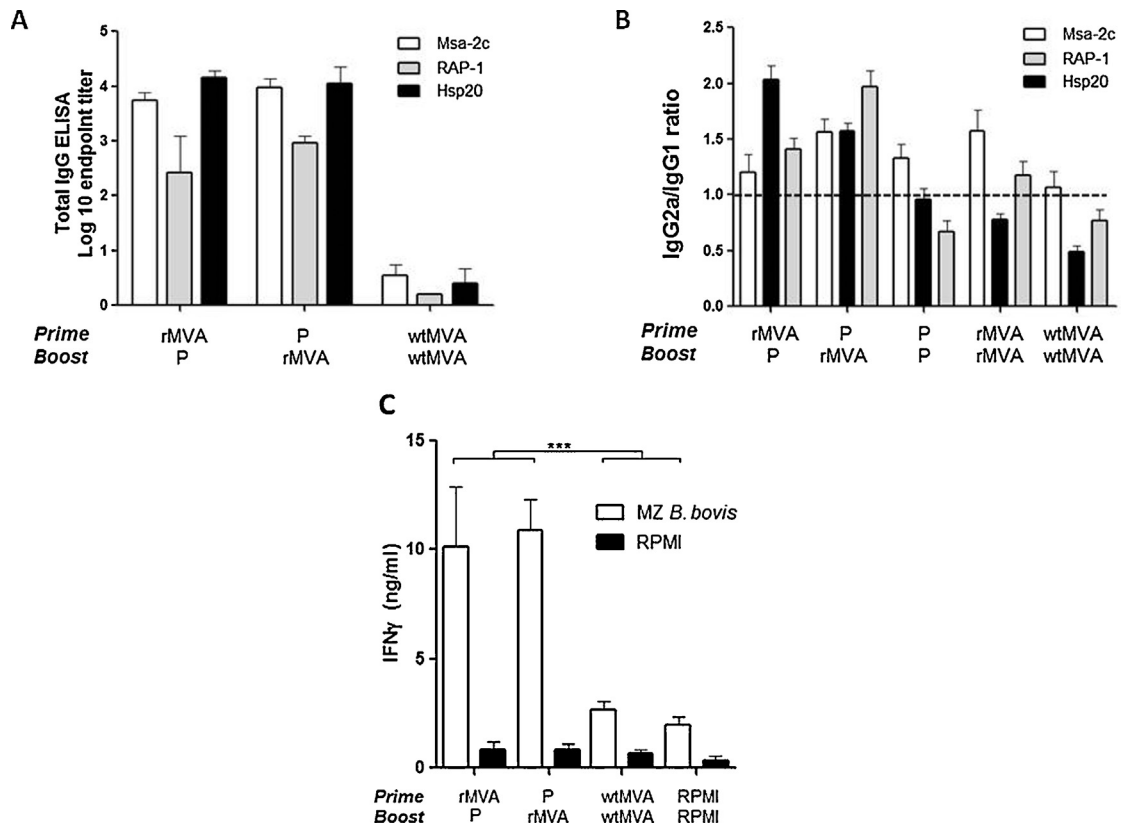 A
Total IgG ELISA
Log 10 endpoint titer
5
4
3
2
1
0
Msa-2c
RAP-1
Hsp20
Prime rMVA P wtMVA
Boost P rMVA wtMVA
B
IgG2a/IgG1 ratio
2.5
2.0
1.5
1.0
0.5
0.0
Msa-2c
RAP-1
Hsp20
Prime rMVA P P rMVA wtMVA
Boost P rMVA P rMVA wtMVA
C
IFNγ (ng/ml)
15
10
5
0
***
MZ B. bovis
RPMI
Prime rMVA P wtMVA RPMI
Boost P rMVA wtMVA RPMI